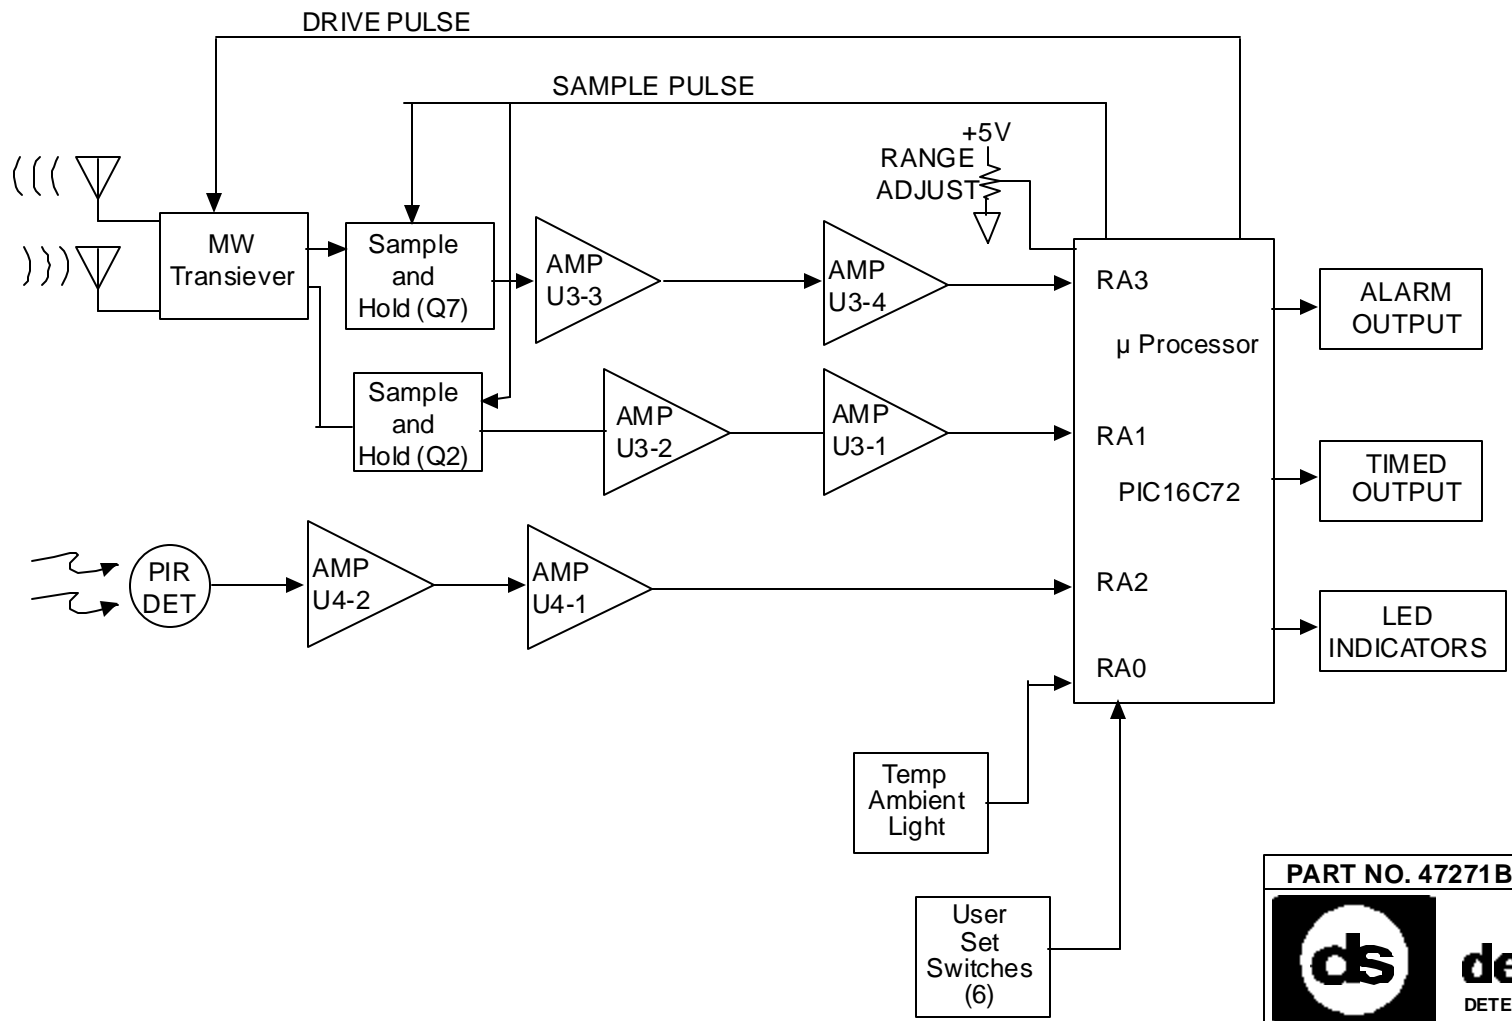 DRIVE PULSE
SAMPLE PULSE
+5V
RANGE
ADJUST
MW
Transiever
Sample
and
Hold (Q7)
AMP
U3-3
AMP
U3-4
RA3
µ Processor
ALARM
OUTPUT
Sample
and
Hold (Q2)
AMP
U3-2
AMP
U3-1
RA1
PIC16C72
TIMED
OUTPUT
PIR
DET
AMP
U4-2
AMP
U4-1
RA2
LED
INDICATORS
RA0
Temp
Ambient
Light
User
Set
Switches
(6)
PART NO. 47271B
ds
de
DETE